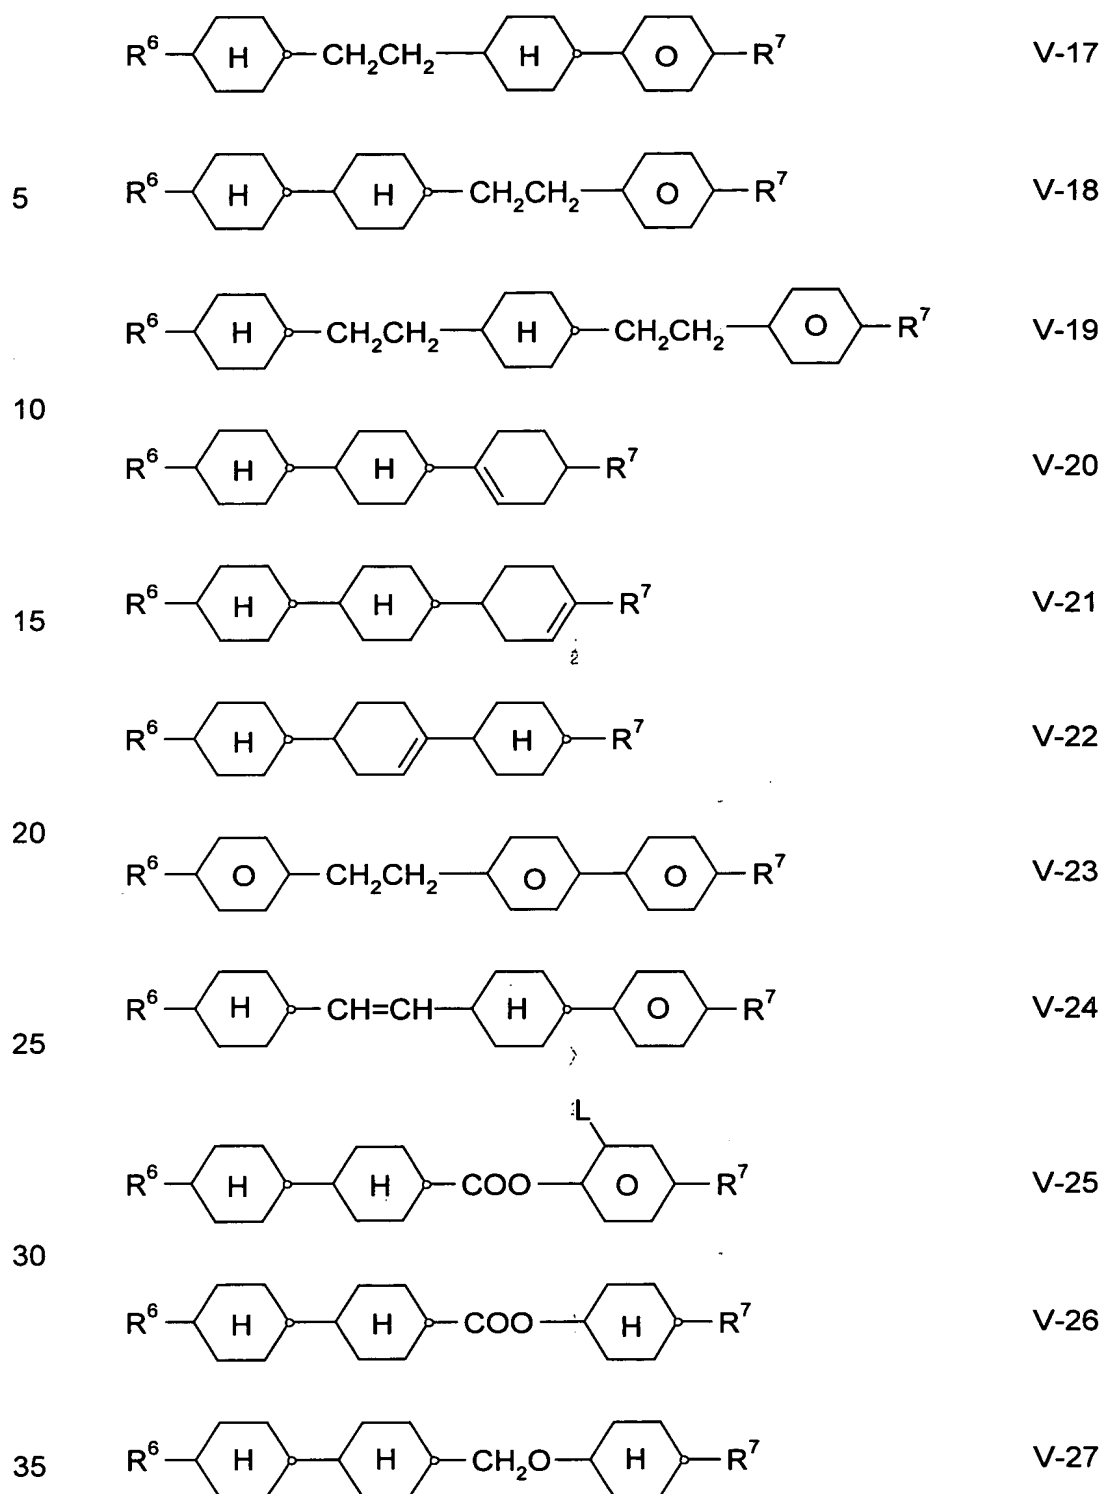 R⁶ H CH₂CH₂ H O R⁷ V-17
5 R⁶ H H CH₂CH₂ O R⁷ V-18
R⁶ H CH₂CH₂ H CH₂CH₂ O R⁷ V-19
10
R⁶ H H R⁷ V-20
R⁶ H H R⁷ V-21
15
R⁶ H H R⁷ V-22
20
R⁶ O CH₂CH₂ O O R⁷ V-23
R⁶ H CH=CH H O R⁷ V-24
25
L
R⁶ H H COO O R⁷ V-25
30
R⁶ H H COO H R⁷ V-26
35 R⁶ H H CH₂O H R⁷ V-27